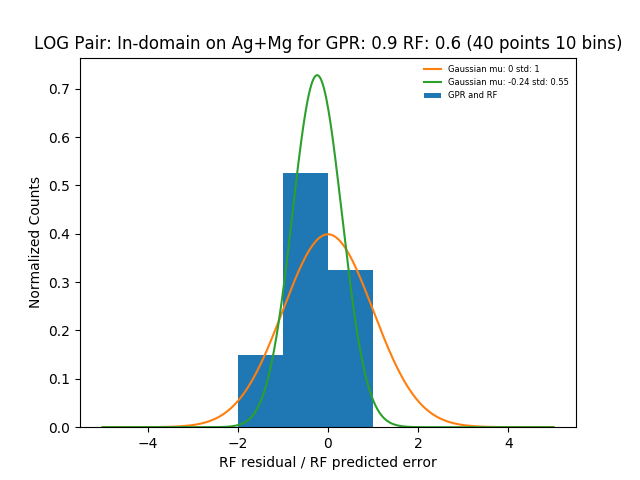 LOG Pair: In-domain on Ag+Mg for GPR: 0.9 RF: 0.6 (40 points 10 bins)
Gaussian mu: 0 std: 1
Gaussian mu: -0.24 std: 0.55
GPR and RF
Normalized Counts
0.7
0.6
0.5
0.4
0.3
0.2
0.1
0.0
−4 −2 0 2 4
RF residual / RF predicted error